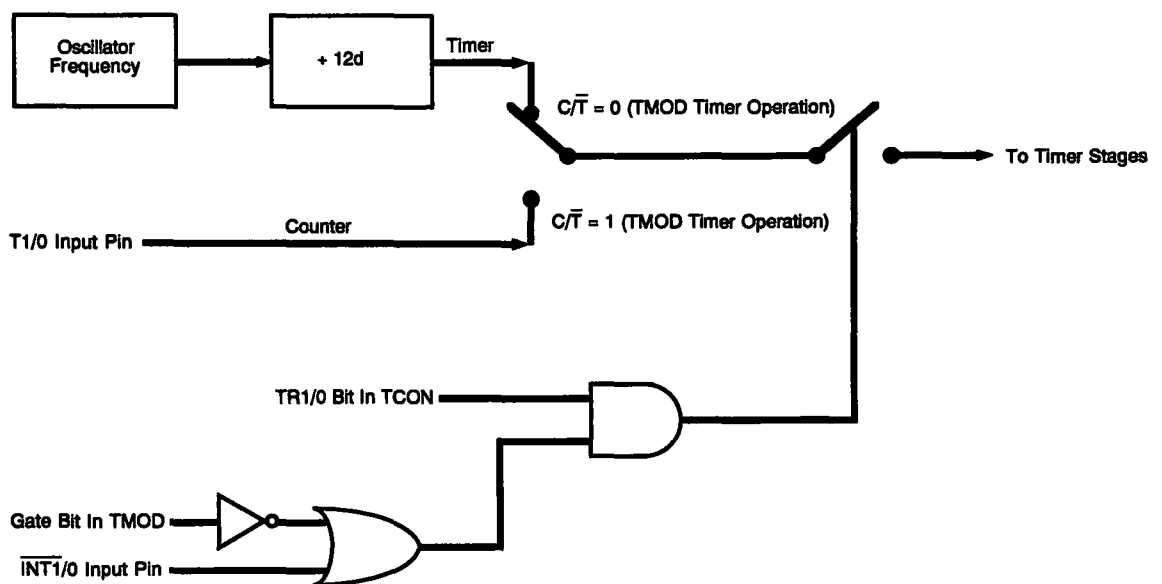 Oscillator
Frequency
+ 12d
Timer
C/T̅ = 0 (TMOD Timer Operation)
To Timer Stages
C/T̅ = 1 (TMOD Timer Operation)
Counter
T1/0 Input Pin
TR1/0 Bit In TCON
Gate Bit In TMOD
I̅N̅T̅1̅/0 Input Pin